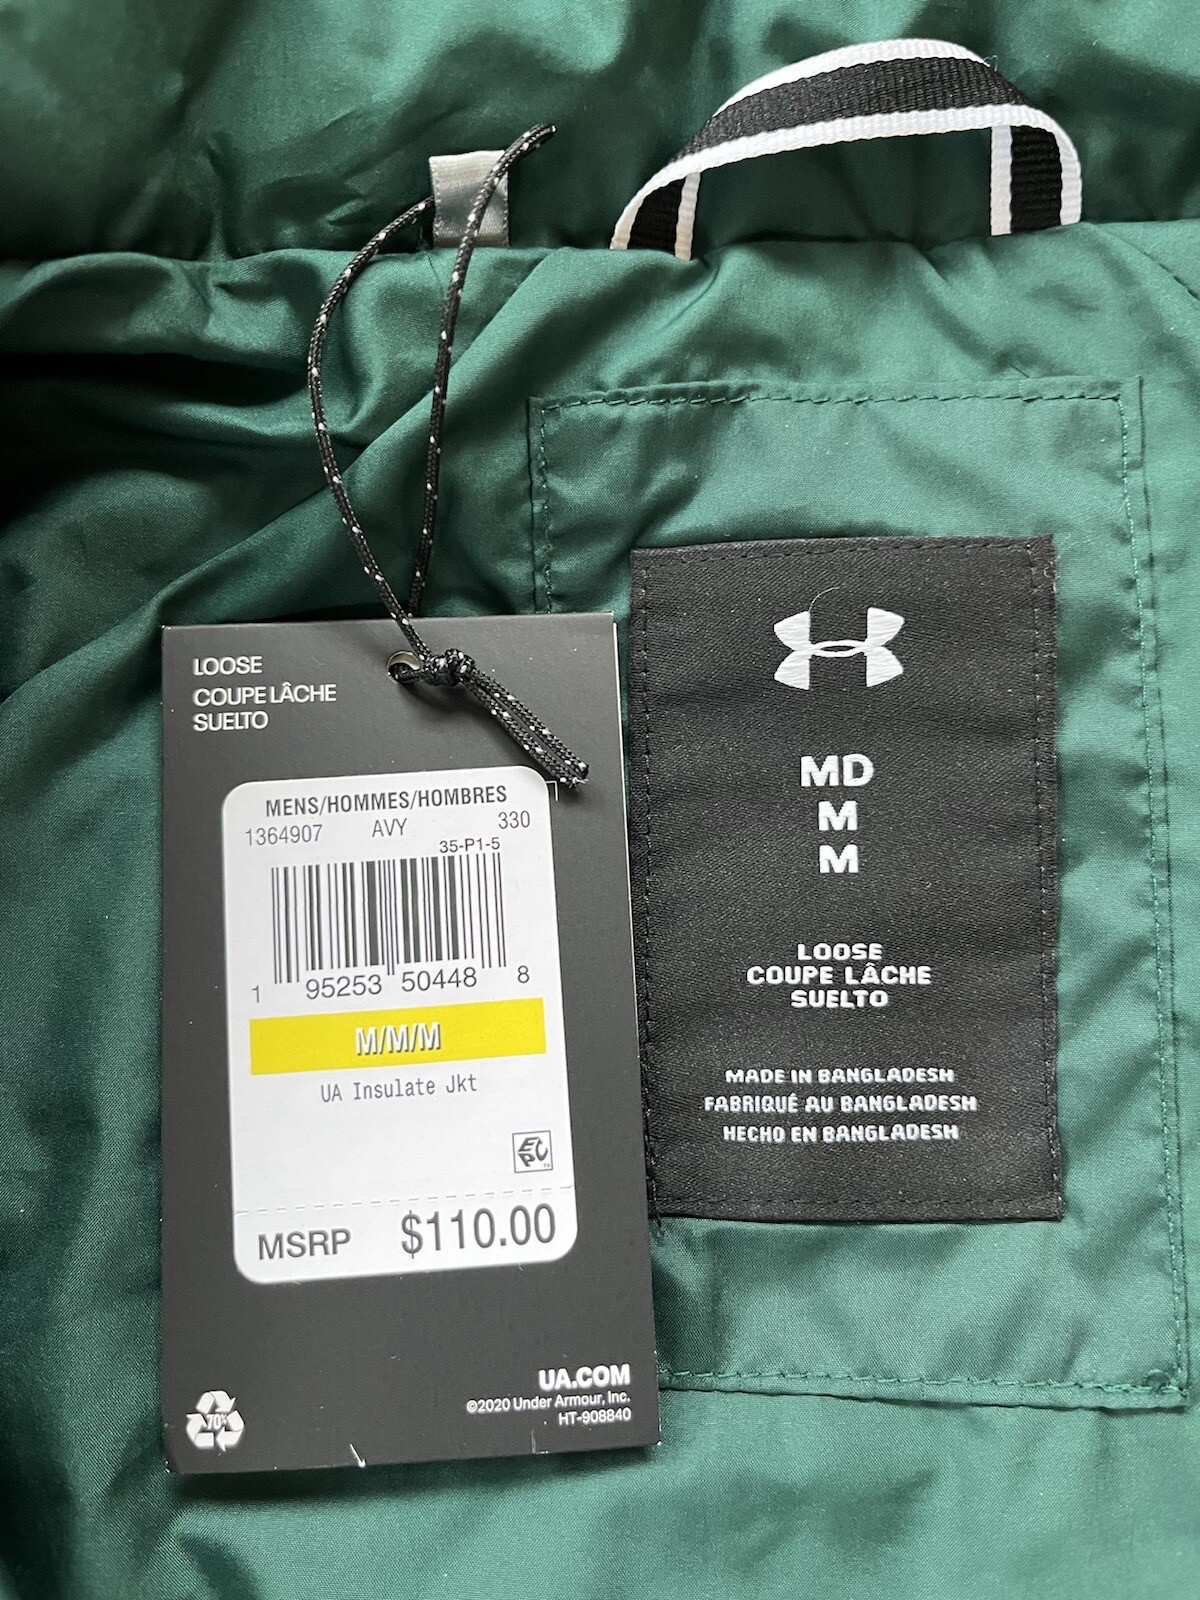 LOOSE
COUPE LÂCHE
SUELTO
MENS/HOMMES/HOMBRES
1364907 AVY 330
35-P1-5
1 95253 50448 8
M/M/M
UA Insulate Jkt
EPC
MSRP $110.00
UA.COM
©2020 Under Armour, Inc.
HT-908840
70%
MD
M
M
LOOSE
COUPE LÂCHE
SUELTO
MADE IN BANGLADESH
FABRIQUÉ AU BANGLADESH
HECHO EN BANGLADESH